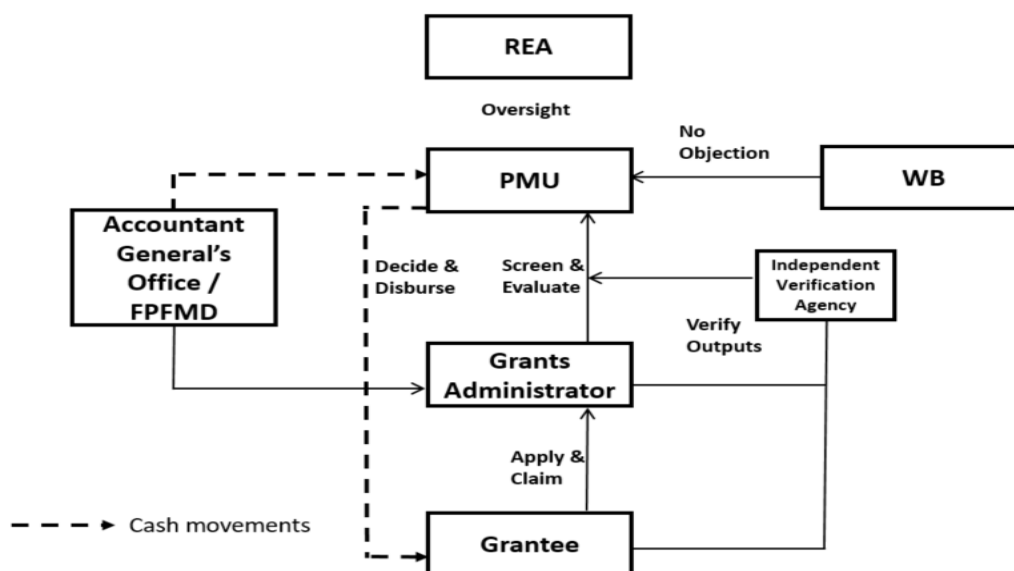 REA
Oversight
No
Objection
PMU
WB
Accountant
General's
Office /
FPFMD
Decide &
Disburse
Screen &
Evaluate
Independent
Verification
Agency
Verify
Outputs
Grants
Administrator
Apply &
Claim
Cash movements
Grantee